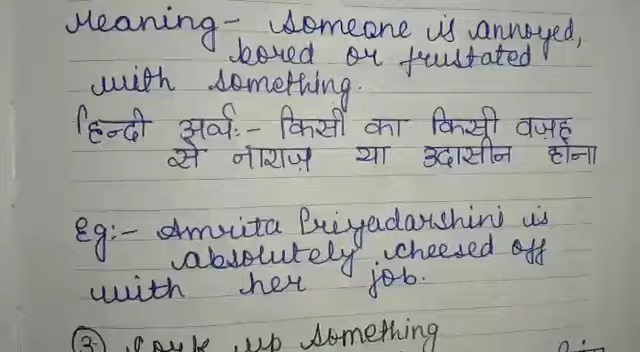 Meaning - someone is annoyed,
bored or frustated
with something.
हिन्दी अर्थ:- किसी का किसी वजह
से नाराज़ या उदासीन होना
Eg:- Amrita Priyadarshini is
absolutely cheesed off
with her job.
③ up something